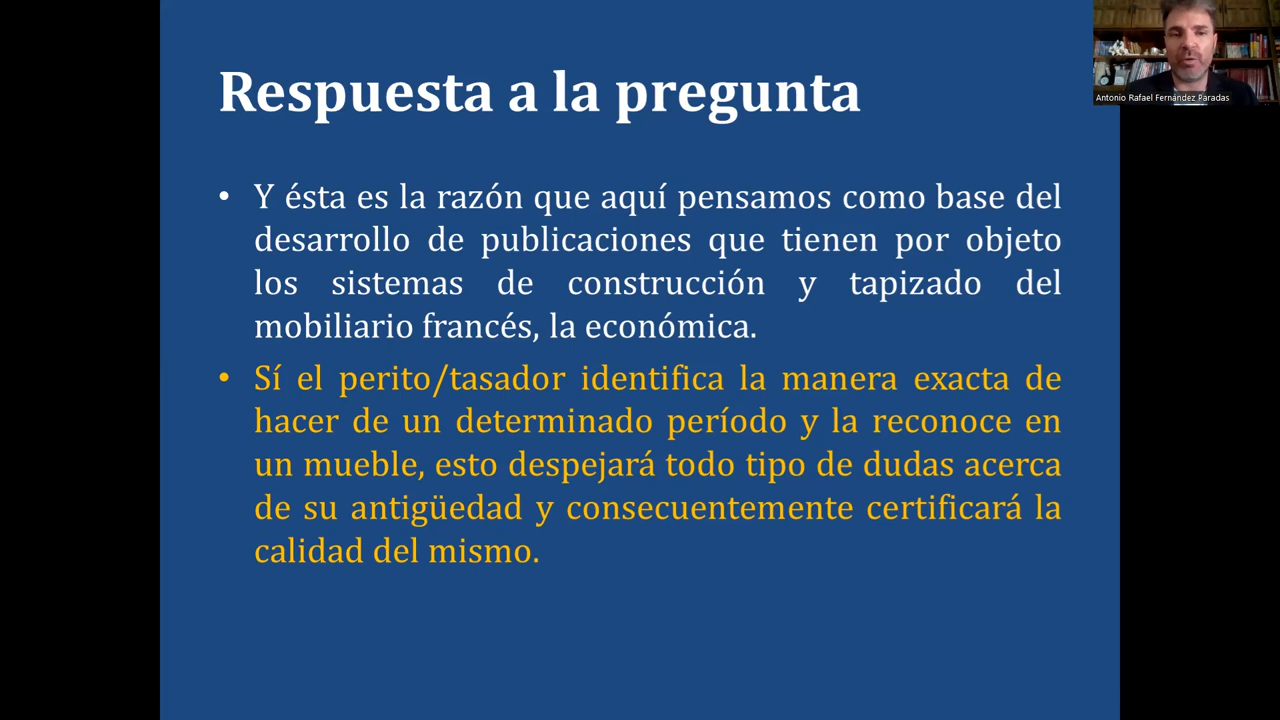 Respuesta a la pregunta
• Y ésta es la razón que aquí pensamos como base del
desarrollo de publicaciones que tienen por objeto
los sistemas de construcción y tapizado del
mobiliario francés, la económica.
• Sí el perito/tasador identifica la manera exacta de
hacer de un determinado período y la reconoce en
un mueble, esto despejará todo tipo de dudas acerca
de su antigüedad y consecuentemente certificará la
calidad del mismo.
Antonio Rafael Fernández Paradas